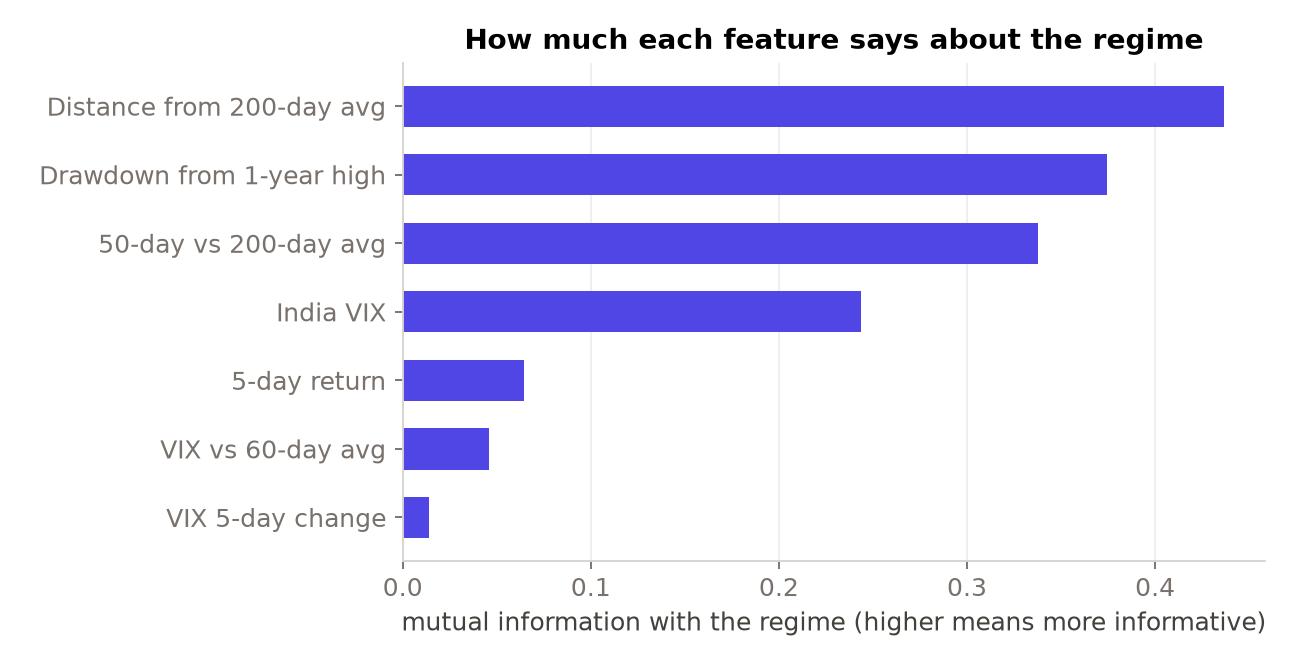 How much each feature says about the regime
Distance from 200-day avg
Drawdown from 1-year high
50-day vs 200-day avg
India VIX
5-day return
VIX vs 60-day avg
VIX 5-day change
0.0 0.1 0.2 0.3 0.4
mutual information with the regime (higher means more informative)